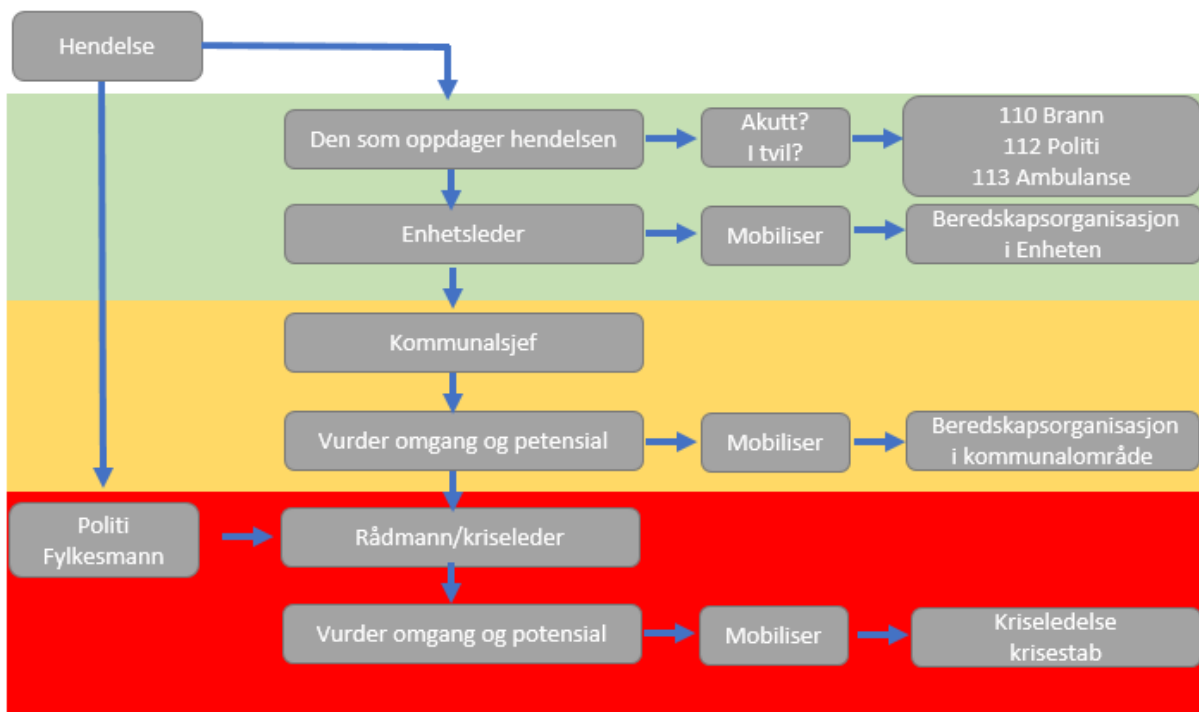 Hendelse
Den som oppdager hendelsen
Akutt?
I tvil?
110 Brann
112 Politi
113 Ambulanse
Enhetsleder
Mobiliser
Beredskapsorganisasjon
i Enheten
Kommunalsjef
Vurder omgang og petensial
Mobiliser
Beredskapsorganisasjon
i kommunalområde
Politi
Fylkesmann
Rådmann/kriseleder
Vurder omgang og potensial
Mobiliser
Kriseledelse
krisestab